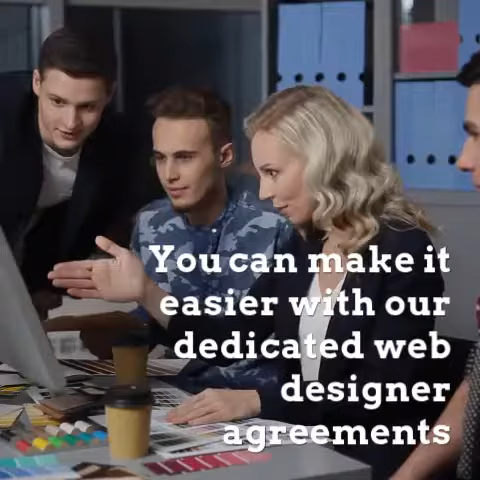 You can make it
easier with our
dedicated web
designer
agreements